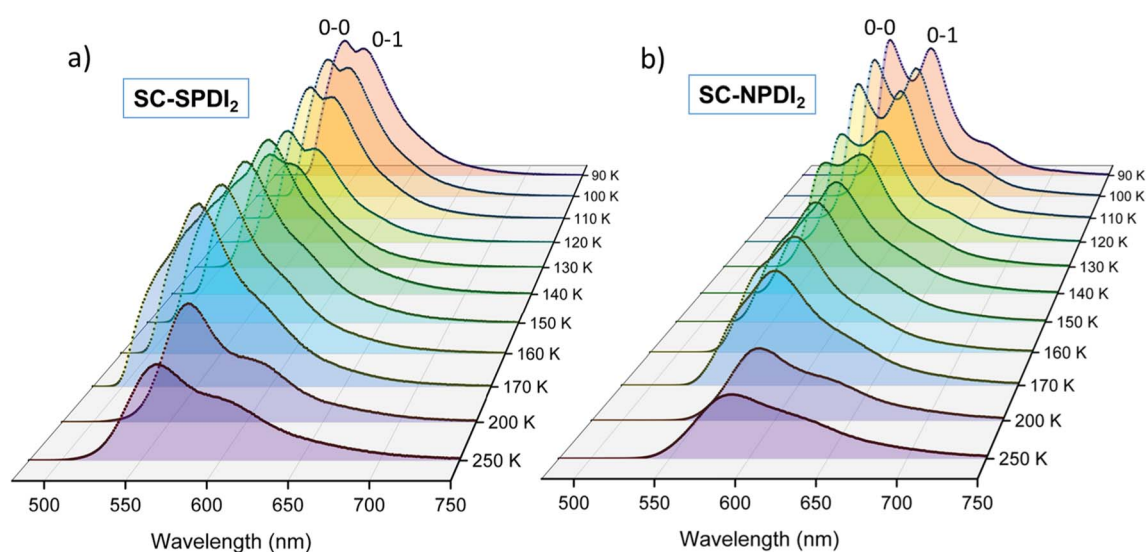 a)
SC-SPDI₂
0-0
0-1
90 K
100 K
110 K
120 K
130 K
140 K
150 K
160 K
170 K
200 K
250 K
500 550 600 650 700 750
Wavelength (nm)
b)
SC-NPDI₂
0-0
0-1
90 K
100 K
110 K
120 K
130 K
140 K
150 K
160 K
170 K
200 K
250 K
500 550 600 650 700 750
Wavelength (nm)